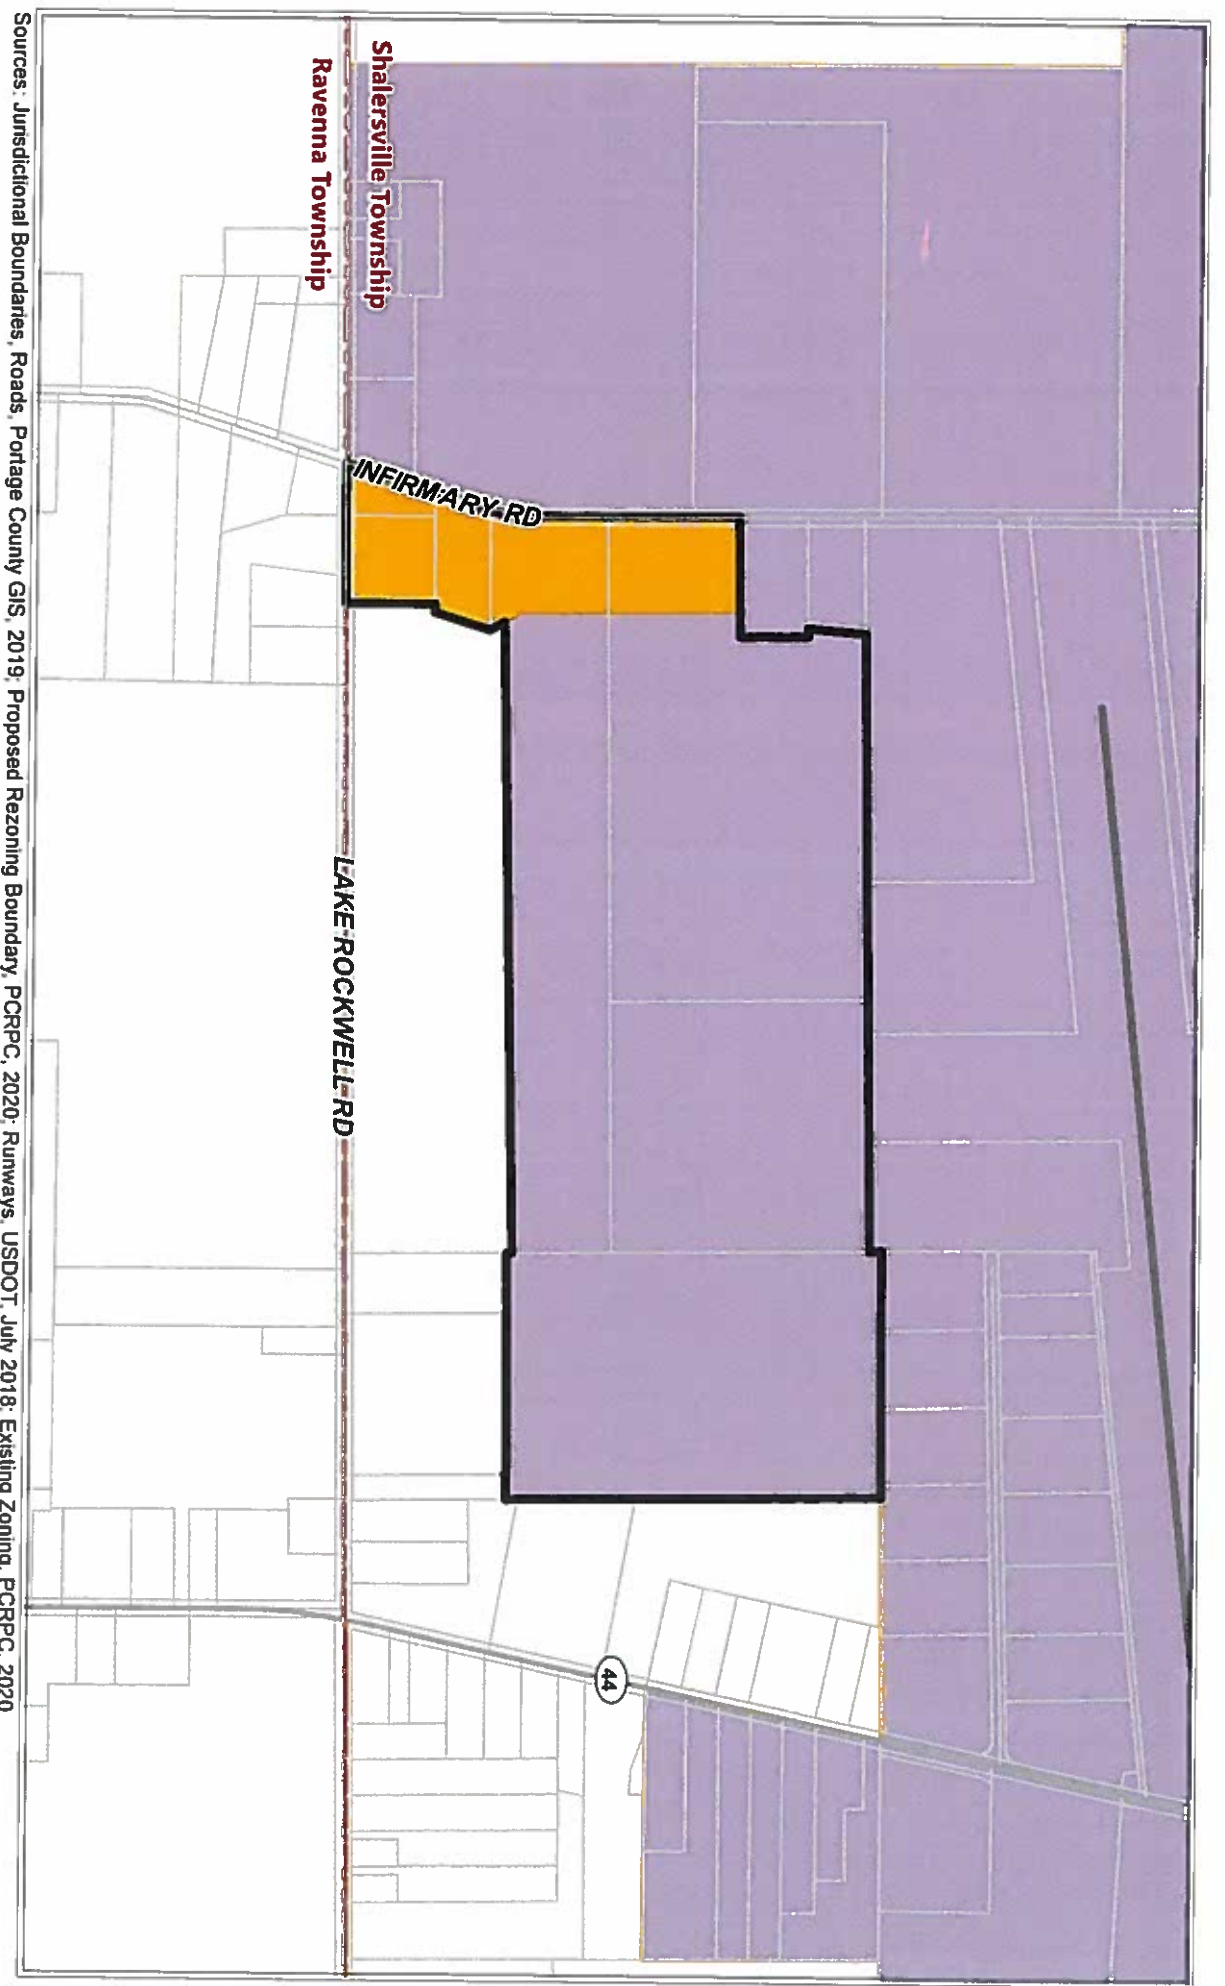 Shalersville Township
Ravenna Township
INFIRMARY RD
LAKE ROCKWELL RD
44
Sources: Jurisdictional Boundaries, Roads, Portage County GIS, 2019; Proposed Rezoning Boundary, PCRPC, 2020; Runways, USDOT, July 2018; Existing Zoning, PCRPC, 2020